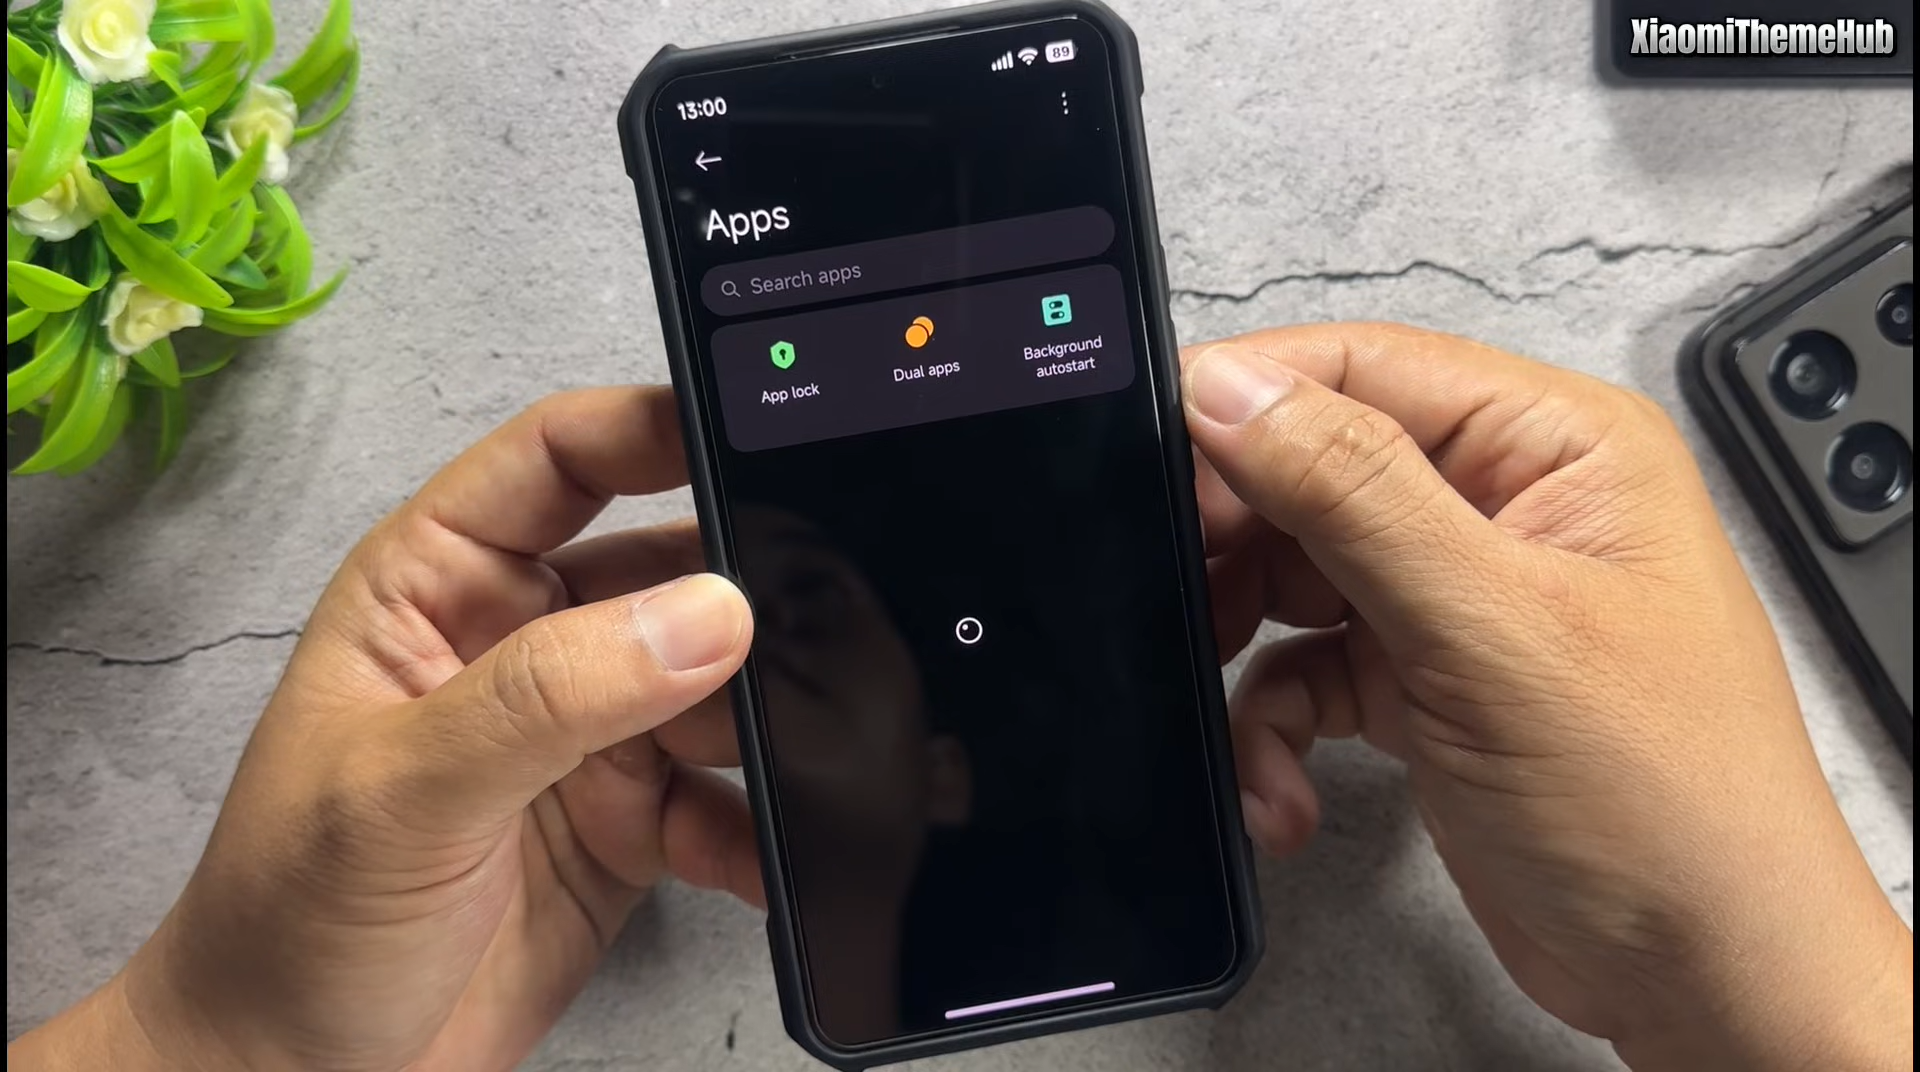 XiaomiThemeHub
89
13:00
Apps
Search apps
App lock
Dual apps
Background
autostart